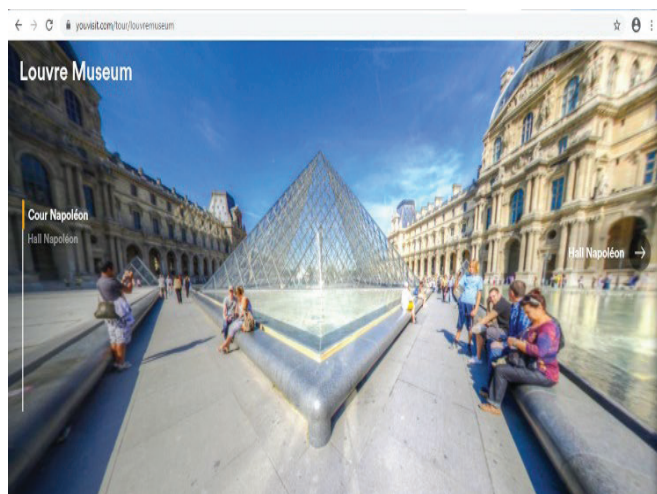 youvisit.com/tour/louvremuseum
Louvre Museum
Cour Napoléon
Hall Napoléon
Hall Napoléon →